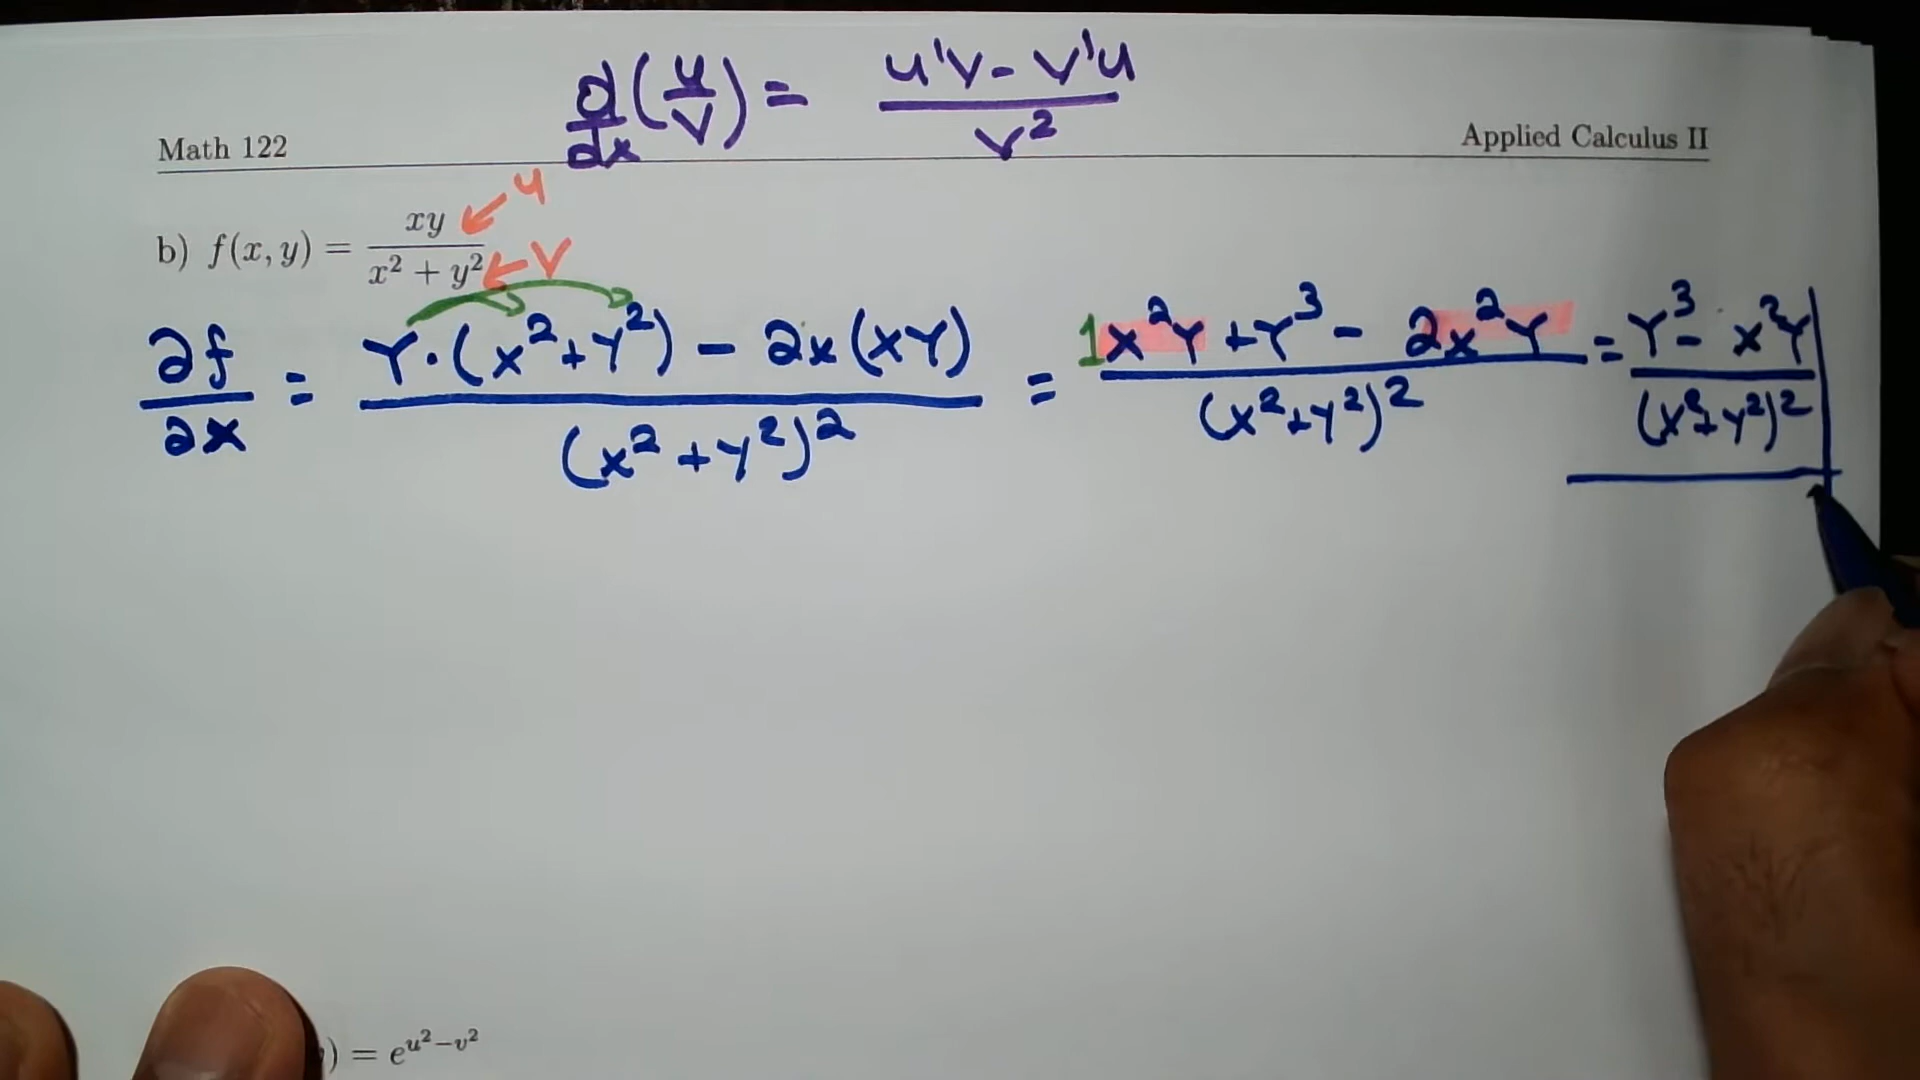 d/dx (u/v) = (u'v - v'u)/v²
Math 122 Applied Calculus II
b) f(x, y) = xy/(x² + y²) ← u ← v
∂f/∂x = (y·(x²+y²) - 2x(xy))/(x²+y²)² = (1x²y + y³ - 2x²y)/(x²+y²)² = (y³ - x²y)/(x²+y²)²
) = e^(u²−v²)